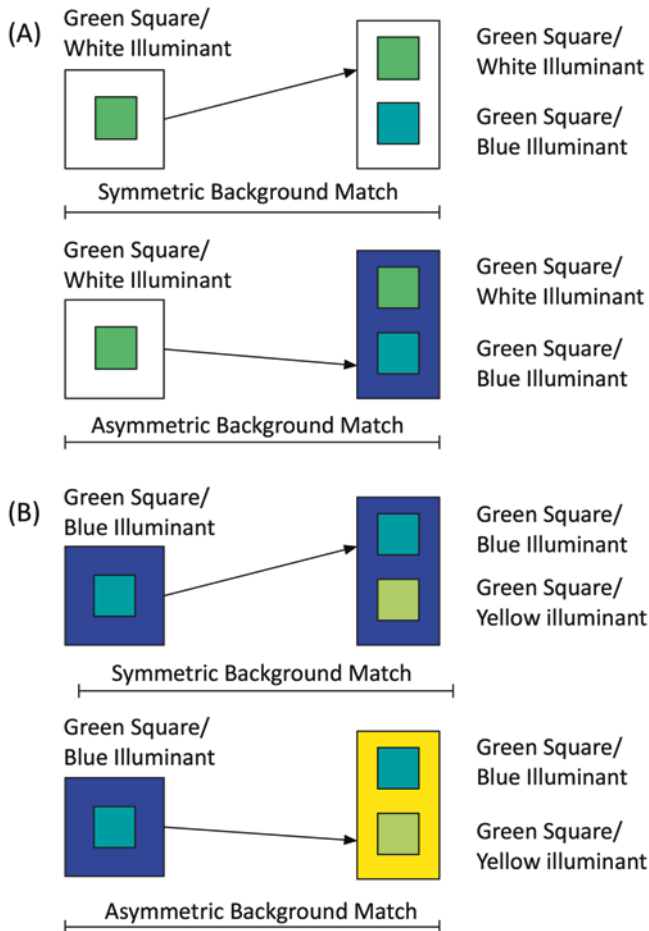 (A)
Green Square/
White Illuminant
Green Square/
White Illuminant
Green Square/
Blue Illuminant
Symmetric Background Match
Green Square/
White Illuminant
Green Square/
White Illuminant
Green Square/
Blue Illuminant
Asymmetric Background Match
(B)
Green Square/
Blue Illuminant
Green Square/
Blue Illuminant
Green Square/
Yellow illuminant
Symmetric Background Match
Green Square/
Blue Illuminant
Green Square/
Blue Illuminant
Green Square/
Yellow illuminant
Asymmetric Background Match